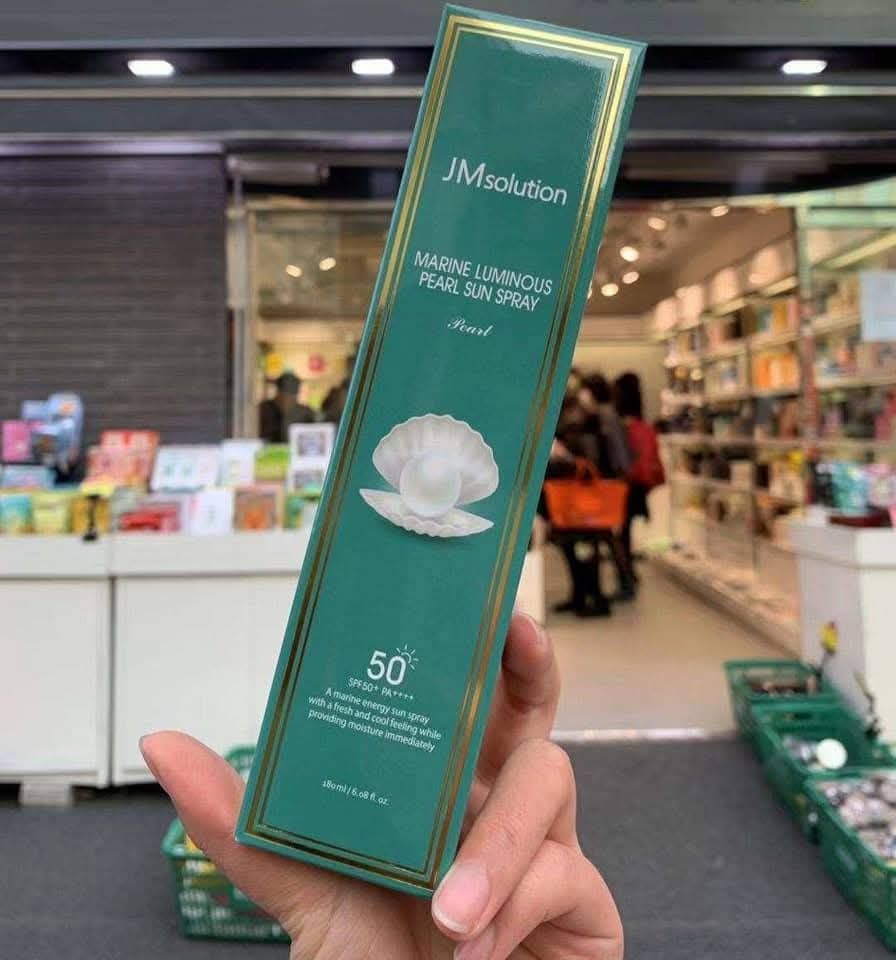 JMsolution
MARINE LUMINOUS
PEARL SUN SPRAY
Pearl
50
SPF50+ PA++++
A marine energy sun spray
with a fresh and cool feeling while
providing moisture immediately
180ml / 6.08 fl. oz.